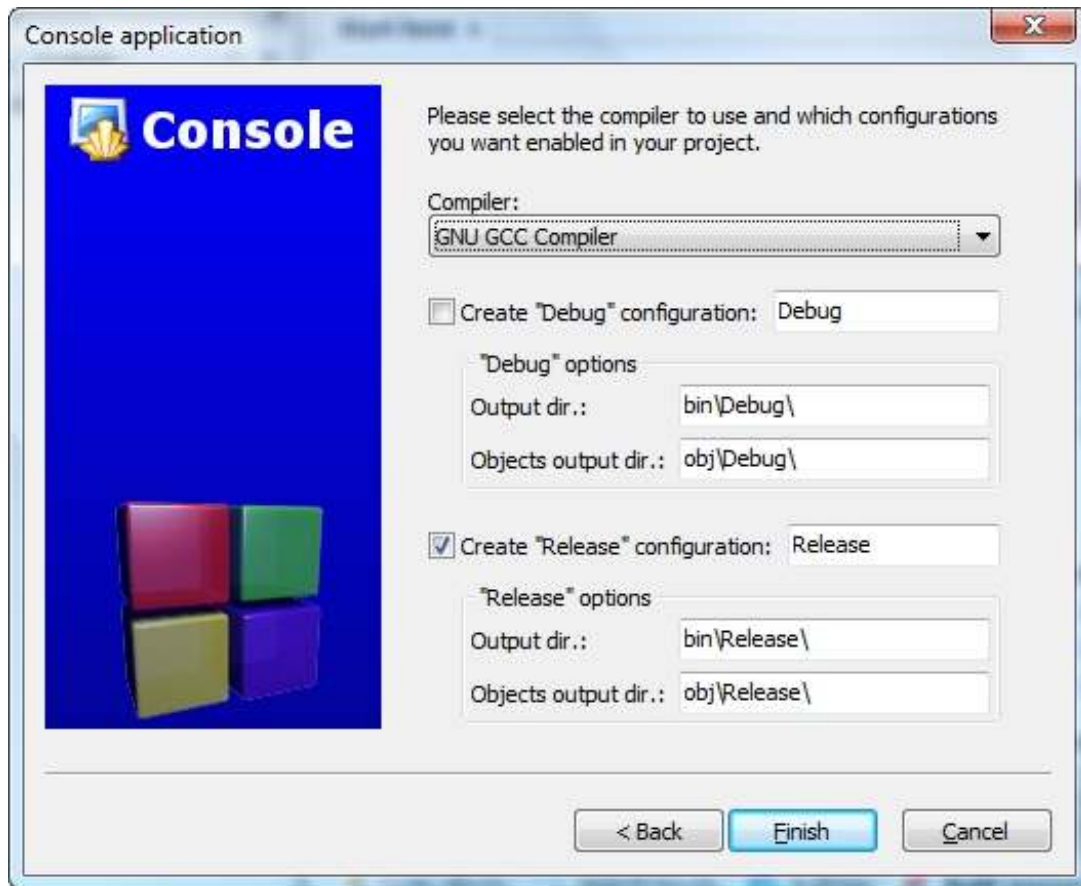 Console application
Console
Please select the compiler to use and which configurations
you want enabled in your project.
Compiler:
GNU GCC Compiler
Create "Debug" configuration: Debug
"Debug" options
Output dir.: bin\Debug\
Objects output dir.: obj\Debug\
Create "Release" configuration: Release
"Release" options
Output dir.: bin\Release\
Objects output dir.: obj\Release\
< Back Finish Cancel